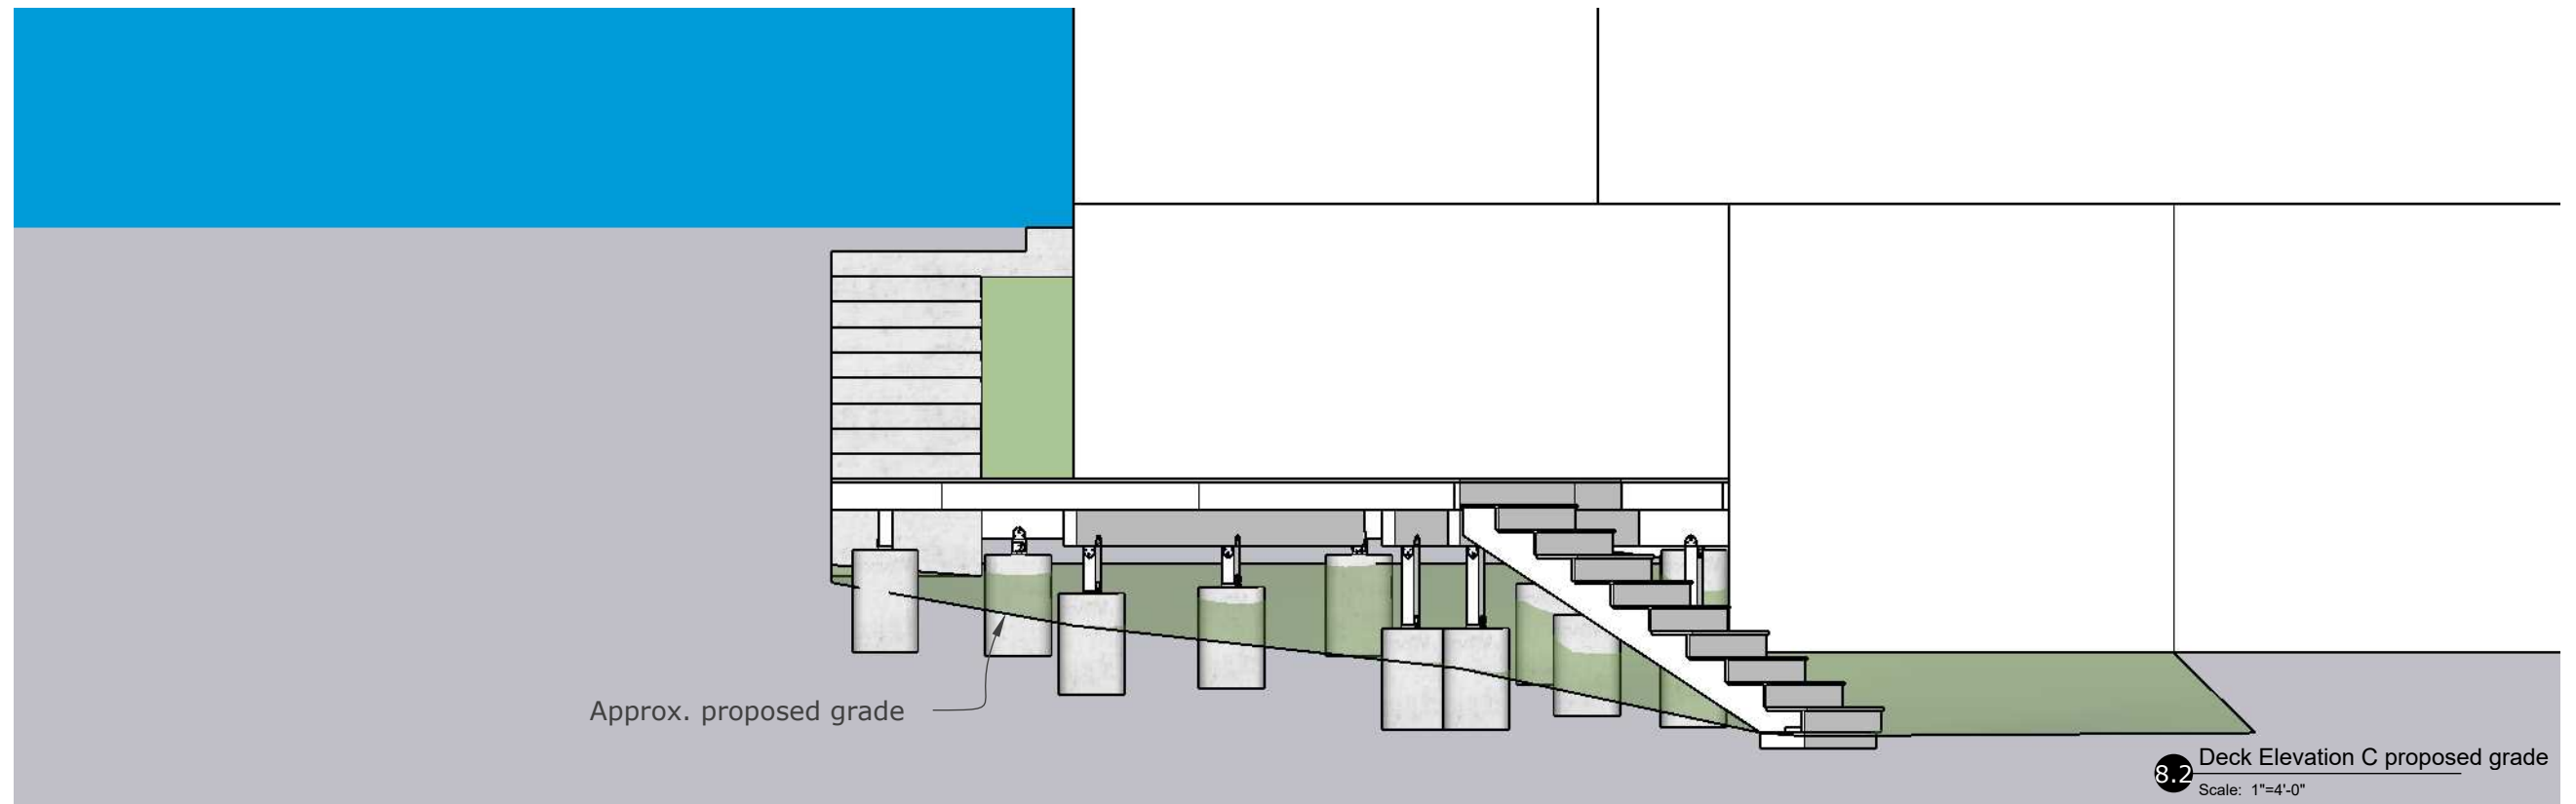 Approx. proposed grade
8.2 Deck Elevation C proposed grade
Scale: 1"=4'-0"